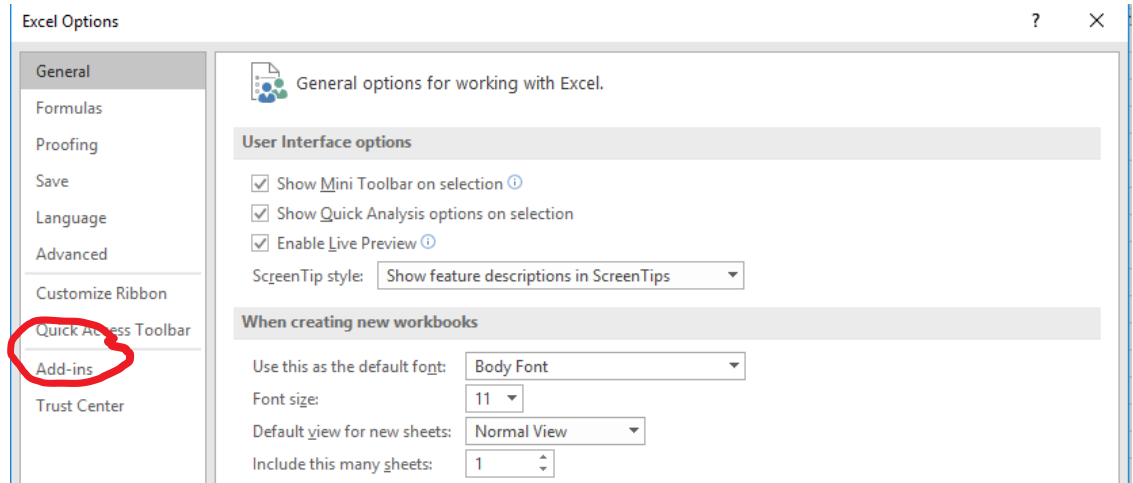 Excel Options
?
General
Formulas
Proofing
Save
Language
Advanced
Customize Ribbon
Quick Access Toolbar
Add-ins
Trust Center
General options for working with Excel.
User Interface options
Show Mini Toolbar on selection
Show Quick Analysis options on selection
Enable Live Preview
ScreenTip style: Show feature descriptions in ScreenTips
When creating new workbooks
Use this as the default font: Body Font
Font size: 11
Default view for new sheets: Normal View
Include this many sheets: 1